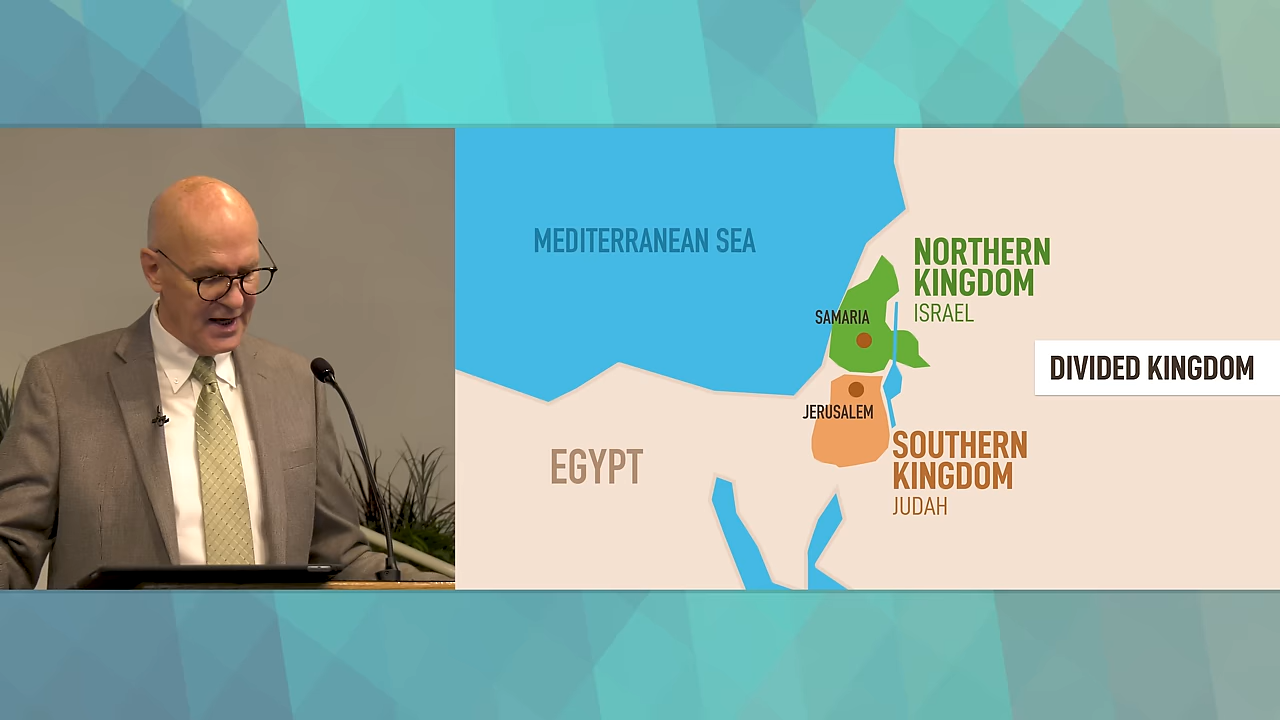 MEDITERRANEAN SEA
NORTHERN
KINGDOM
ISRAEL
SAMARIA
DIVIDED KINGDOM
JERUSALEM
EGYPT
SOUTHERN
KINGDOM
JUDAH